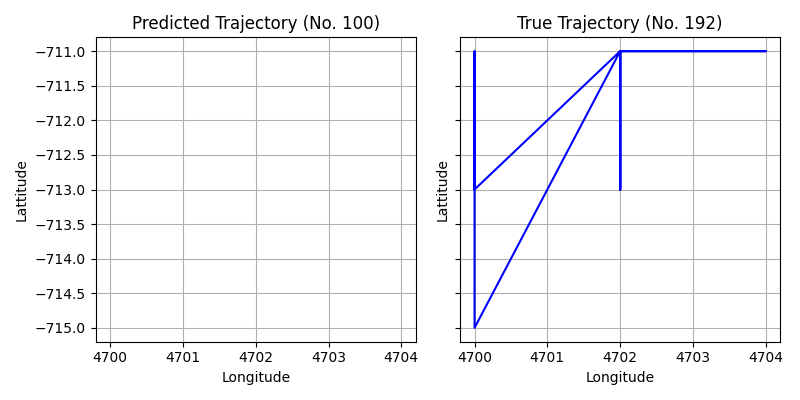 Predicted Trajectory (No. 100)
−711.0
−711.5
−712.0
−712.5
−713.0
−713.5
−714.0
−714.5
−715.0
Lattitude
4700 4701 4702 4703 4704
Longitude
True Trajectory (No. 192)
Lattitude
4700 4701 4702 4703 4704
Longitude